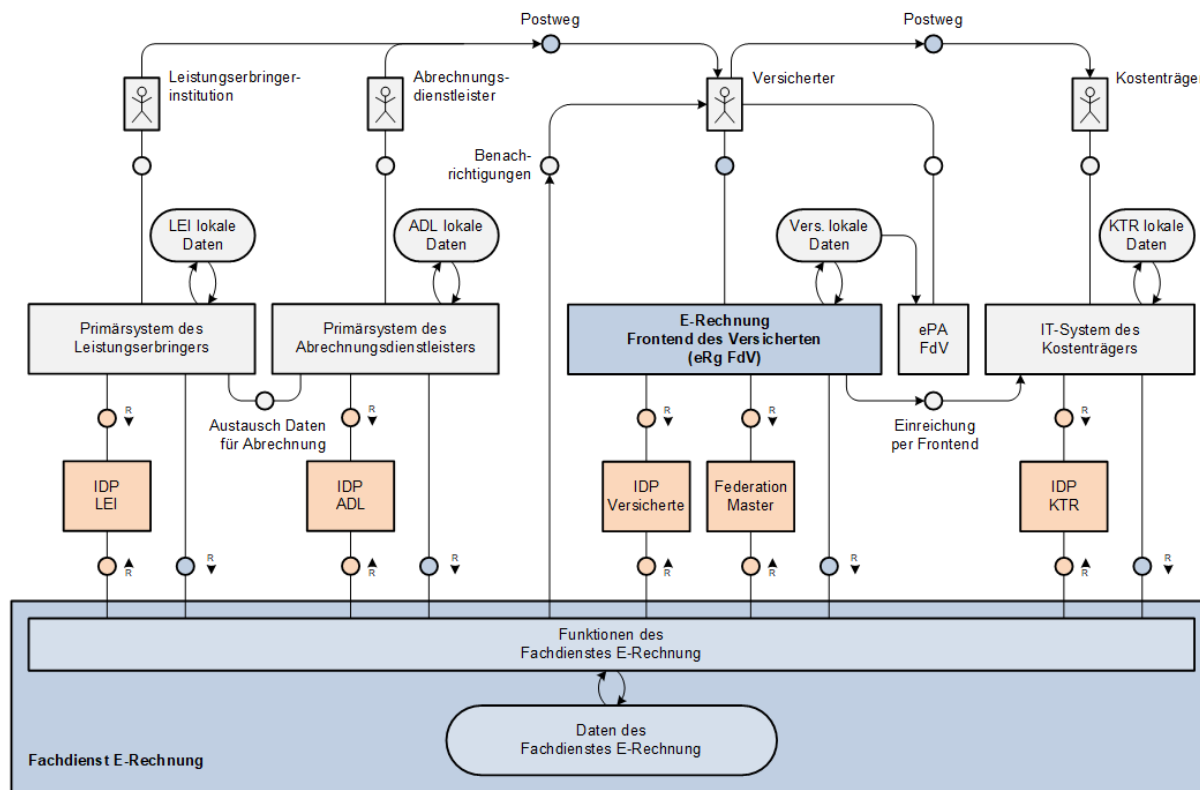 Postweg
Postweg
Leistungserbringer-
institution
Abrechnungs-
dienstleister
Versicherter
Kostenträger
Benach-
richtigungen
LEI lokale
Daten
ADL lokale
Daten
Vers. lokale
Daten
KTR lokale
Daten
Primärsystem des
Leistungserbringers
Primärsystem des
Abrechnungsdienstleisters
E-Rechnung
Frontend des Versicherten
(eRg FdV)
ePA
FdV
IT-System des
Kostenträgers
R
Austausch Daten
für Abrechnung
R
R
R
Einreichung
per Frontend
R
IDP
LEI
IDP
ADL
IDP
Versicherte
Federation
Master
IDP
KTR
R
R
R
R
R
R
R
R
R
Funktionen des
Fachdienstes E-Rechnung
Daten des
Fachdienstes E-Rechnung
Fachdienst E-Rechnung